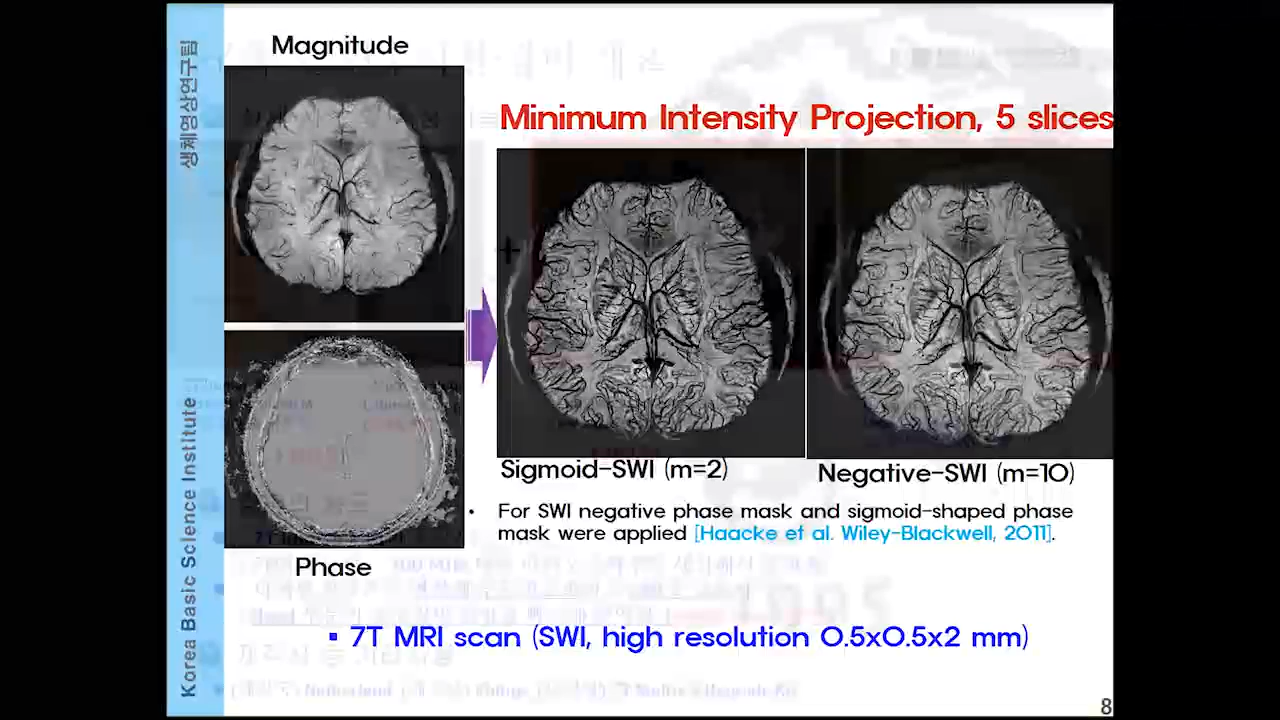 생체영상연구팀
Korea Basic Science Institute
Magnitude
Minimum Intensity Projection, 5 slices
+
Sigmoid-SWI (m=2)
Negative-SWI (m=10)
• For SWI negative phase mask and sigmoid-shaped phase
mask were applied [Haacke et al. Wiley-Blackwell, 2011].
Phase
▪ 7T MRI scan (SWI, high resolution 0.5x0.5x2 mm)
8